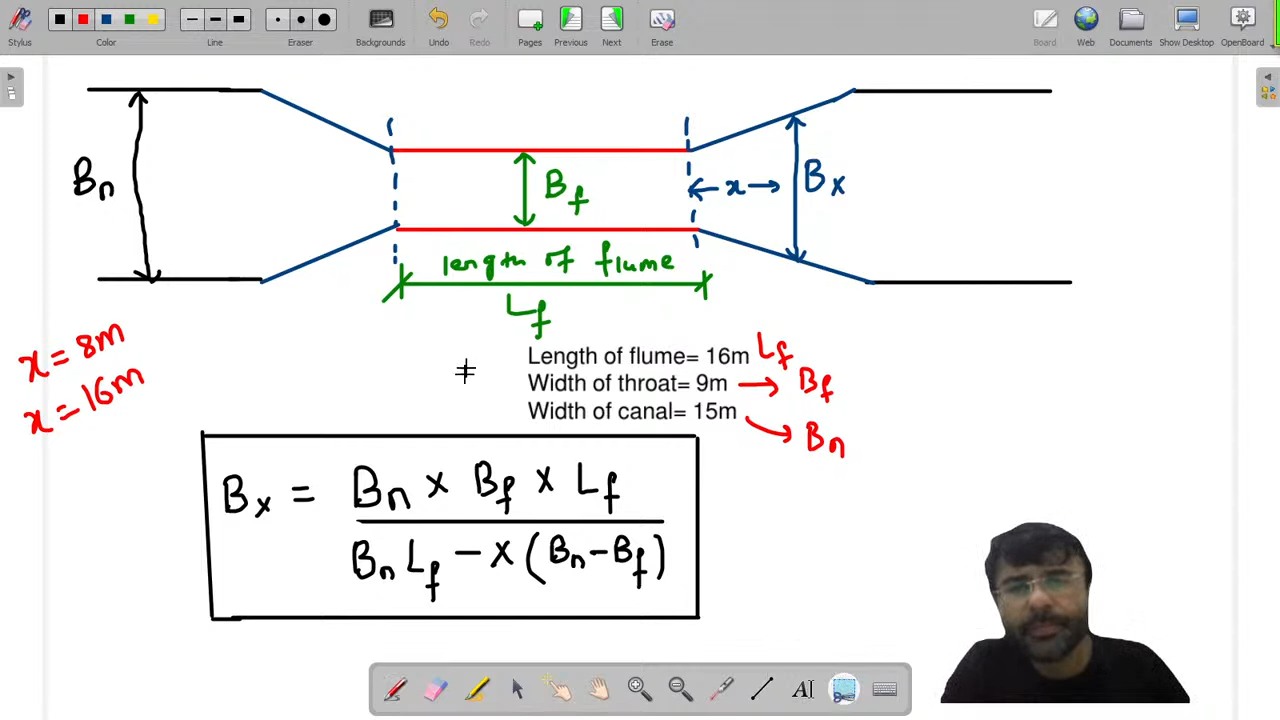 Stylus
Color
Line
Eraser
Backgrounds
Undo
Redo
Pages
Previous
Next
Erase
Board
Web
Documents
Show Desktop
OpenBoard
Bn
Bf
x
Bx
length of flume
Lf
x = 8m
x = 16m
Length of flume= 16m Lf
Width of throat= 9m → Bf
Width of canal= 15m → Bn
Bx = Bn × Bf × Lf
Bn Lf - x (Bn - Bf)